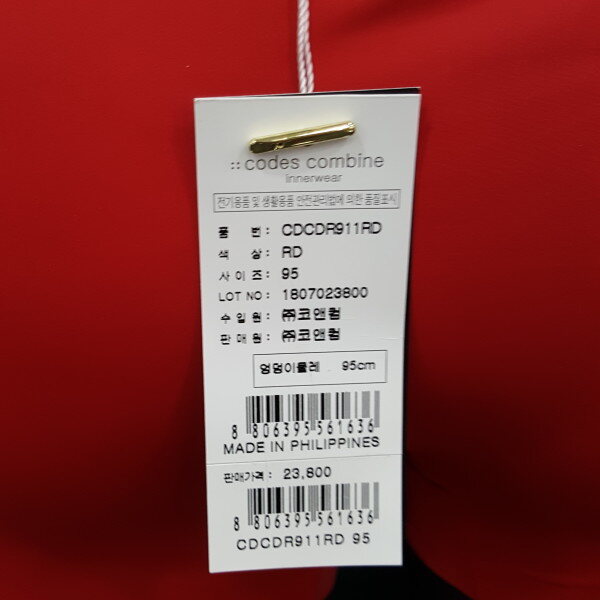 :: codes combine
Innerwear
전기용품 및 생활용품 안전관리법에 의한 품질표시
품 번 : CDCDR911RD
색 상 : RD
사 이 즈 : 95
LOT NO : 1807023800
수 입 원 : ㈜코앤컴
판 매 원 : ㈜코앤컴
엉덩이둘레 95cm
8 806395 561636
MADE IN PHILIPPINES
판매가격 : 23,800
8 806395 561636
CDCDR911RD 95